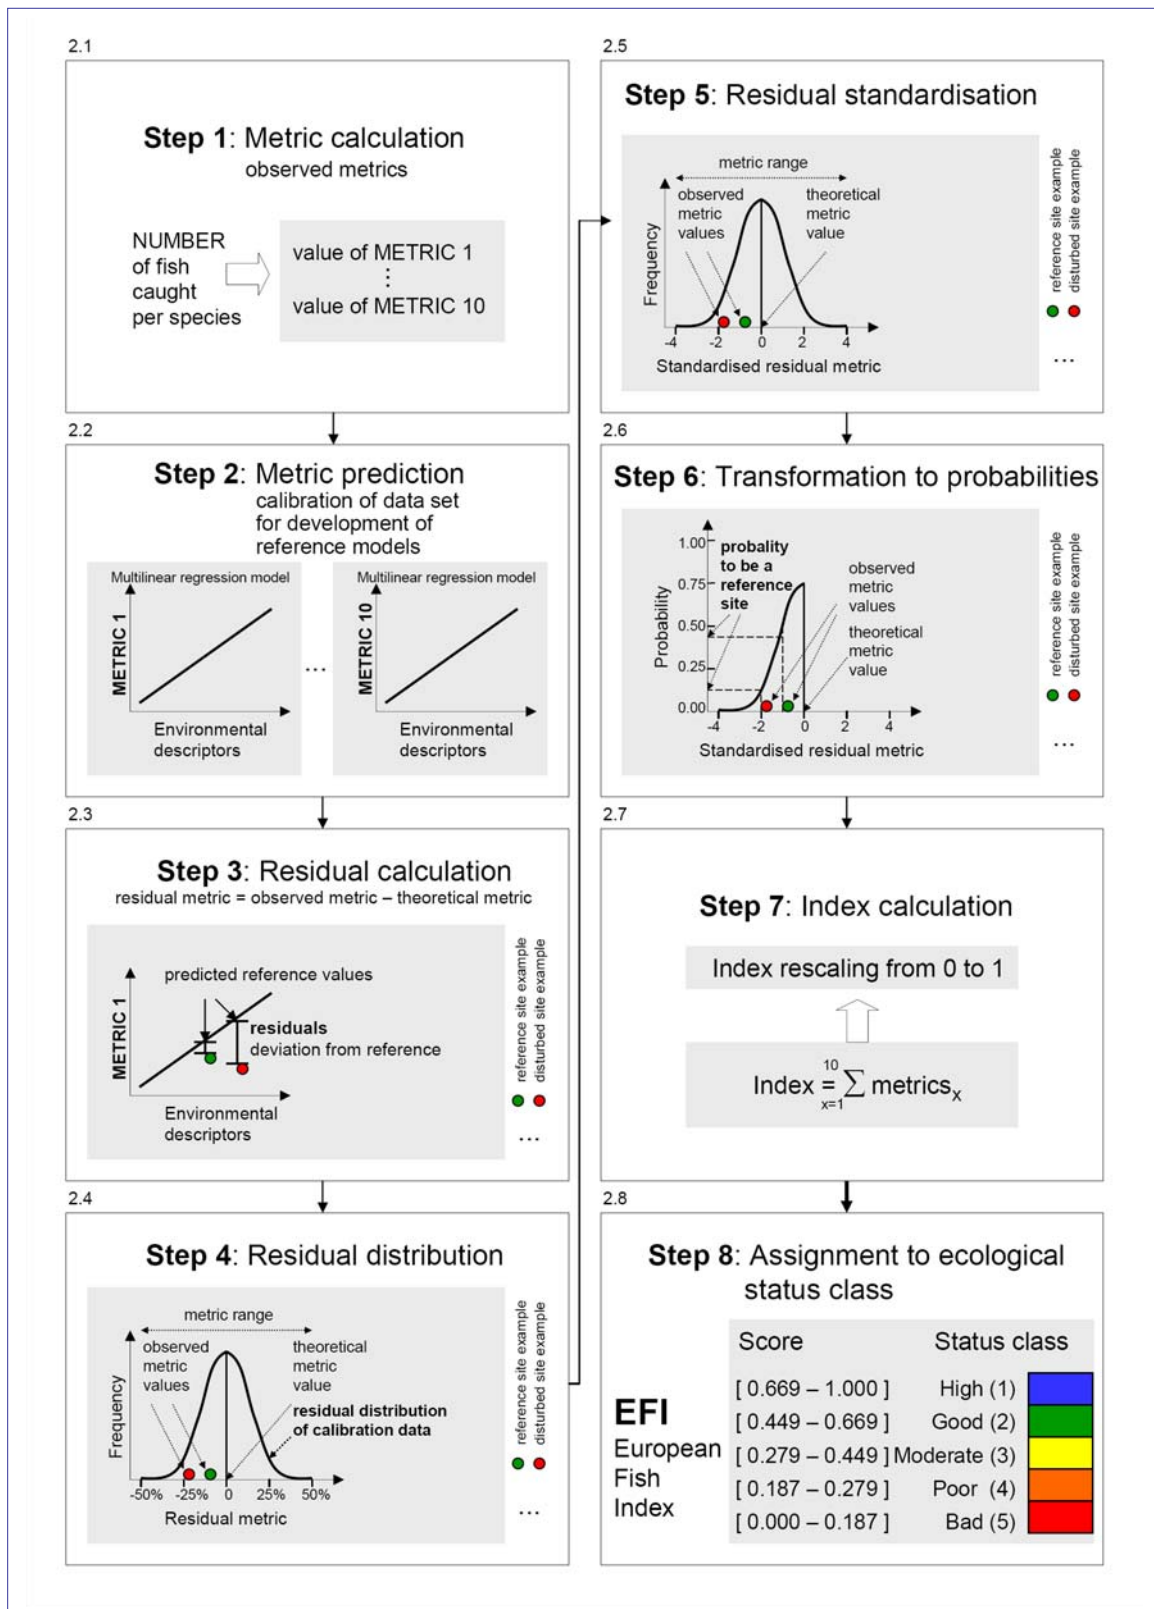 2.1
Step 1: Metric calculation
observed metrics
NUMBER
of fish
caught
per species
value of METRIC 1
⋮
value of METRIC 10
2.2
Step 2: Metric prediction
calibration of data set
for development of
reference models
Multilinear regression model
METRIC 1
Environmental
descriptors
...
Multilinear regression model
METRIC 10
Environmental
descriptors
2.3
Step 3: Residual calculation
residual metric = observed metric – theoretical metric
predicted reference values
residuals
deviation from reference
METRIC 1
Environmental
descriptors
reference site example
disturbed site example
...
2.4
Step 4: Residual distribution
metric range
observed
metric
values
theoretical
metric
value
residual distribution
of calibration data
Frequency
-50% -25% 0 25% 50%
Residual metric
reference site example
disturbed site example
...
2.5
Step 5: Residual standardisation
metric range
observed
metric
values
theoretical
metric
value
Frequency
-4 -2 0 2 4
Standardised residual metric
reference site example
disturbed site example
...
2.6
Step 6: Transformation to probabilities
1.00
0.75
0.50
0.25
0.00
Probability
probality
to be a
reference
site
observed
metric
values
theoretical
metric
value
-4 -2 0 2 4
Standardised residual metric
reference site example
disturbed site example
...
2.7
Step 7: Index calculation
Index rescaling from 0 to 1
10
Index = ∑ metricsx
x=1
2.8
Step 8: Assignment to ecological
status class
EFI
European
Fish
Index
Score Status class
[ 0.669 – 1.000 ] High (1)
[ 0.449 – 0.669 ] Good (2)
[ 0.279 – 0.449 ] Moderate (3)
[ 0.187 – 0.279 ] Poor (4)
[ 0.000 – 0.187 ] Bad (5)